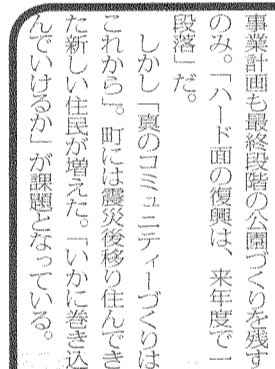 事業計画も最終段階の公園づくりを残す
のみ。「ハード面の復興は、来年度で一
段落」だ。
しかし「真のコミュニティーづくりは
これから」。町には震災後移り住んでき
た新しい住民が増えた。「いかに巻き込
んでいけるか」が課題となっている。